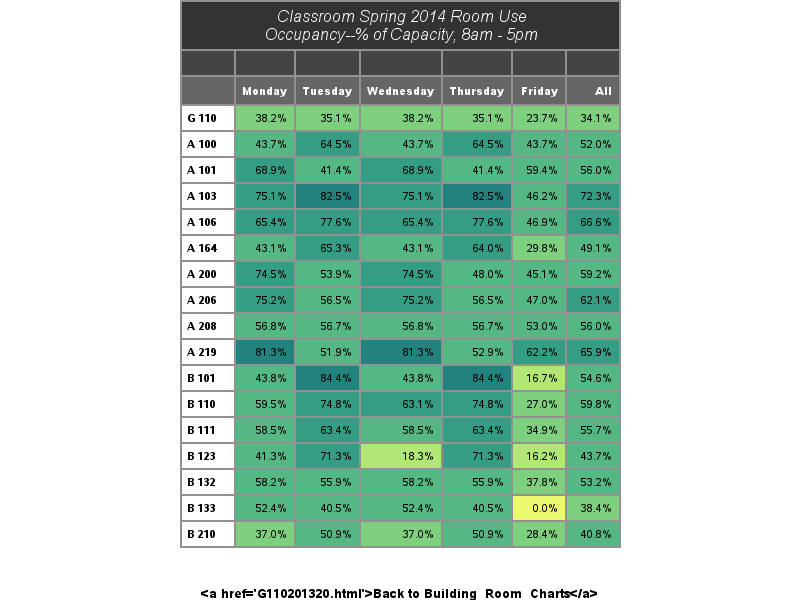 Classroom Spring 2014 Room Use
Occupancy--% of Capacity, 8am - 5pm
Monday Tuesday Wednesday Thursday Friday All
G 110 38.2% 35.1% 38.2% 35.1% 23.7% 34.1%
A 100 43.7% 64.5% 43.7% 64.5% 43.7% 52.0%
A 101 68.9% 41.4% 68.9% 41.4% 59.4% 56.0%
A 103 75.1% 82.5% 75.1% 82.5% 46.2% 72.3%
A 106 65.4% 77.6% 65.4% 77.6% 46.9% 66.6%
A 164 43.1% 65.3% 43.1% 64.0% 29.8% 49.1%
A 200 74.5% 53.9% 74.5% 48.0% 45.1% 59.2%
A 206 75.2% 56.5% 75.2% 56.5% 47.0% 62.1%
A 208 56.8% 56.7% 56.8% 56.7% 53.0% 56.0%
A 219 81.3% 51.9% 81.3% 52.9% 62.2% 65.9%
B 101 43.8% 84.4% 43.8% 84.4% 16.7% 54.6%
B 110 59.5% 74.8% 63.1% 74.8% 27.0% 59.8%
B 111 58.5% 63.4% 58.5% 63.4% 34.9% 55.7%
B 123 41.3% 71.3% 18.3% 71.3% 16.2% 43.7%
B 132 58.2% 55.9% 58.2% 55.9% 37.8% 53.2%
B 133 52.4% 40.5% 52.4% 40.5% 0.0% 38.4%
B 210 37.0% 50.9% 37.0% 50.9% 28.4% 40.8%
<a href='G110201320.html'>Back to Building_Room_Charts</a>